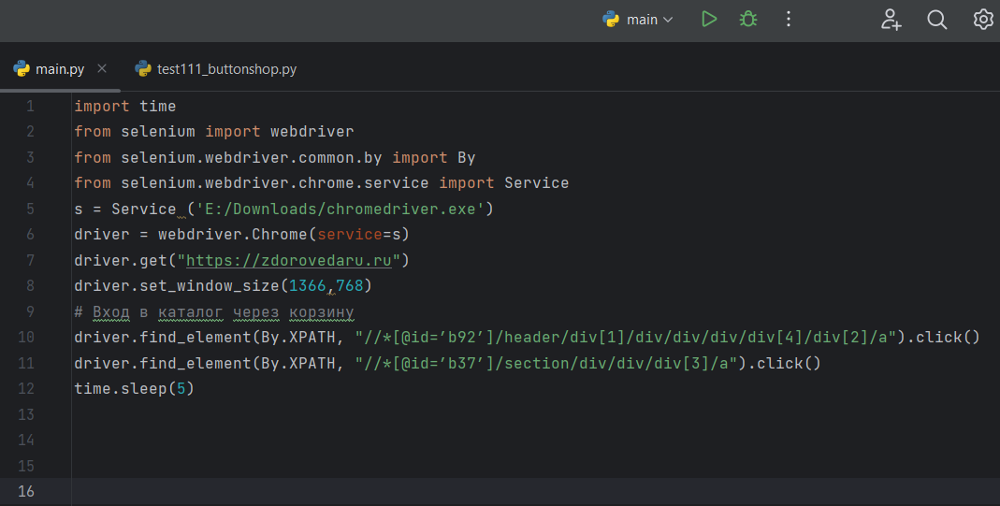 main
main.py
test111_buttonshop.py
1 import time
2 from selenium import webdriver
3 from selenium.webdriver.common.by import By
4 from selenium.webdriver.chrome.service import Service
5 s = Service ('E:/Downloads/chromedriver.exe')
6 driver = webdriver.Chrome(service=s)
7 driver.get("https://zdorovedaru.ru")
8 driver.set_window_size(1366,768)
9 # Вход в каталог через корзину
10 driver.find_element(By.XPATH, "//*[@id=’b92’]/header/div[1]/div/div/div/div[4]/div[2]/a").click()
11 driver.find_element(By.XPATH, "//*[@id=’b37’]/section/div/div/div[3]/a").click()
12 time.sleep(5)
13
14
15
16